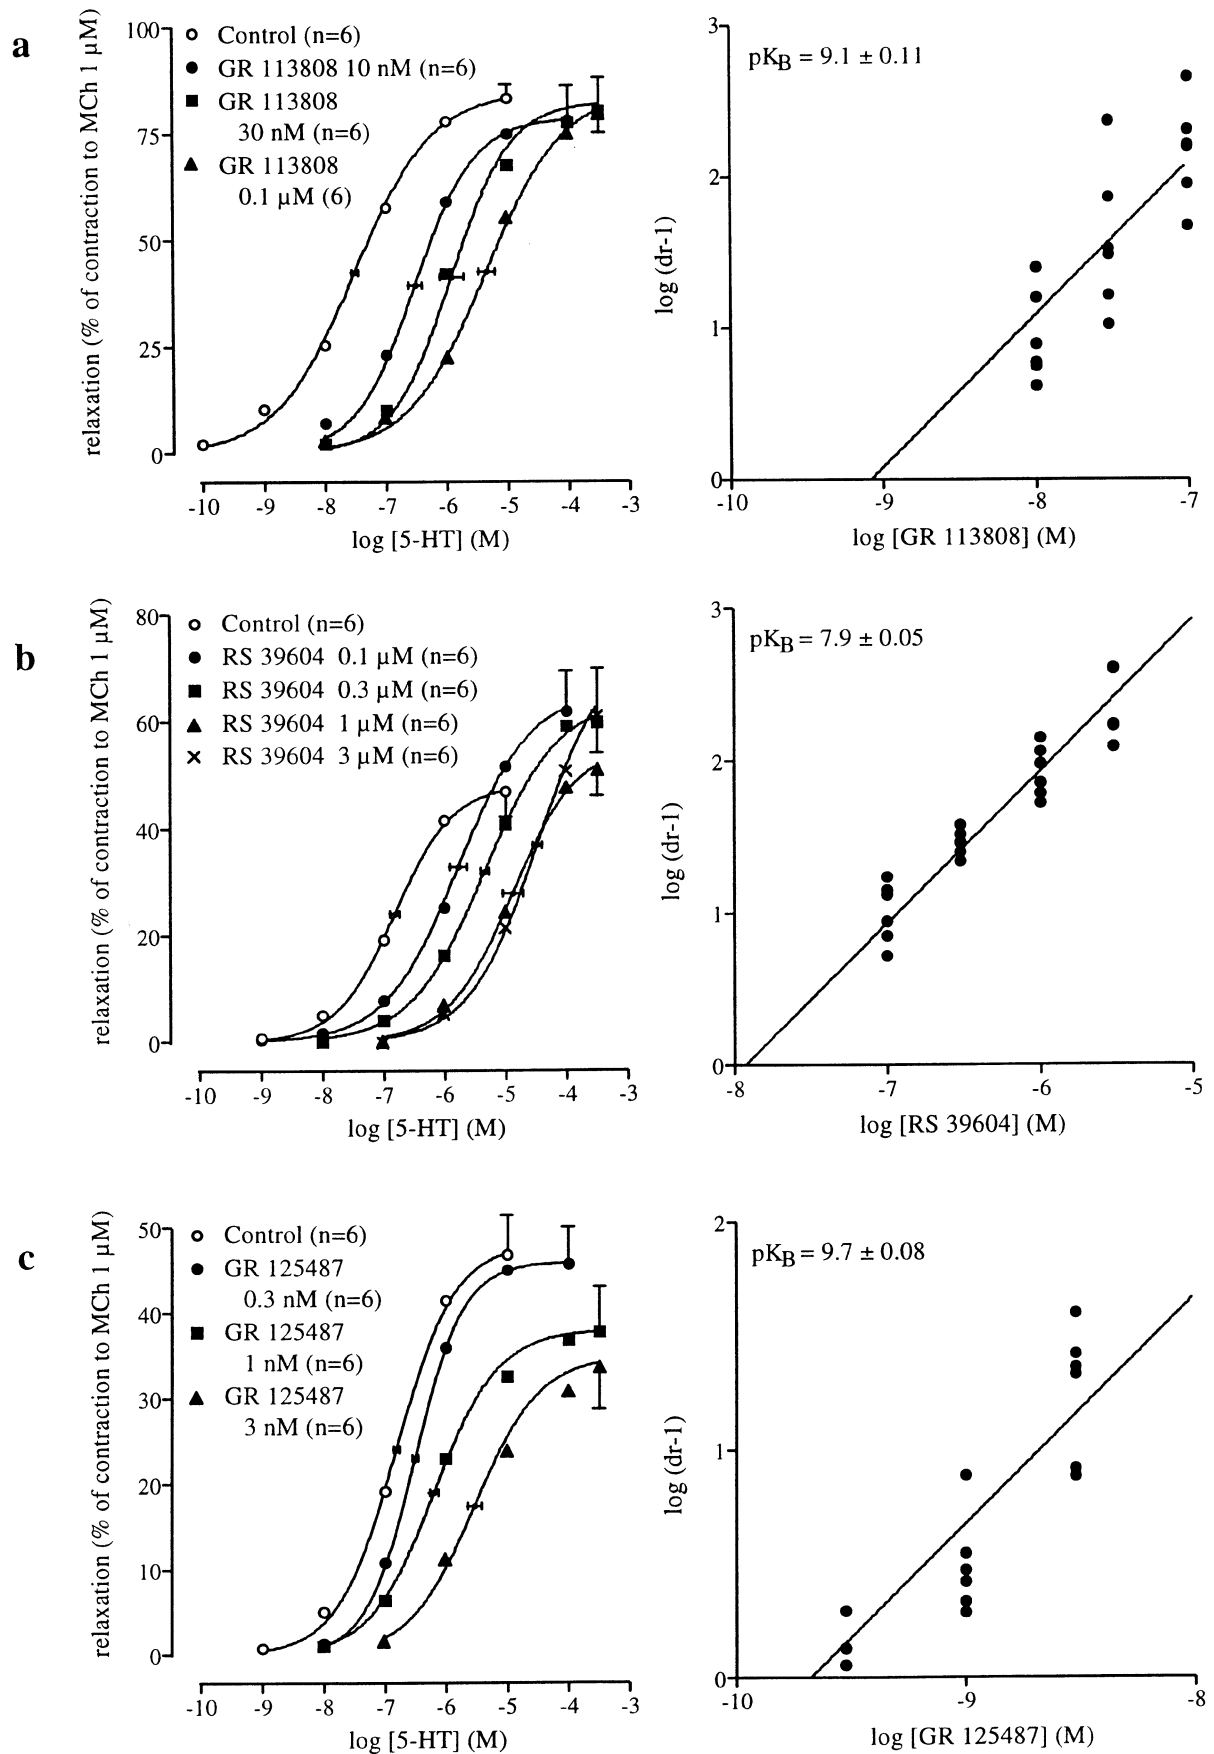 a
relaxation (% of contraction to MCh 1 µM)
100
75
50
25
0
Control (n=6)
GR 113808 10 nM (n=6)
GR 113808
30 nM (n=6)
GR 113808
0.1 µM (6)
-10 -9 -8 -7 -6 -5 -4 -3
log [5-HT] (M)
pKB = 9.1 ± 0.11
log (dr-1)
3
2
1
0
-10 -9 -8 -7
log [GR 113808] (M)
b
relaxation (% of contraction to MCh 1 µM)
80
60
40
20
0
Control (n=6)
RS 39604 0.1 µM (n=6)
RS 39604 0.3 µM (n=6)
RS 39604 1 µM (n=6)
RS 39604 3 µM (n=6)
-10 -9 -8 -7 -6 -5 -4 -3
log [5-HT] (M)
pKB = 7.9 ± 0.05
log (dr-1)
3
2
1
0
-8 -7 -6 -5
log [RS 39604] (M)
c
relaxation (% of contraction to MCh 1 µM)
50
40
30
20
10
0
Control (n=6)
GR 125487
0.3 nM (n=6)
GR 125487
1 nM (n=6)
GR 125487
3 nM (n=6)
-10 -9 -8 -7 -6 -5 -4 -3
log [5-HT] (M)
pKB = 9.7 ± 0.08
log (dr-1)
2
1
0
-10 -9 -8
log [GR 125487] (M)